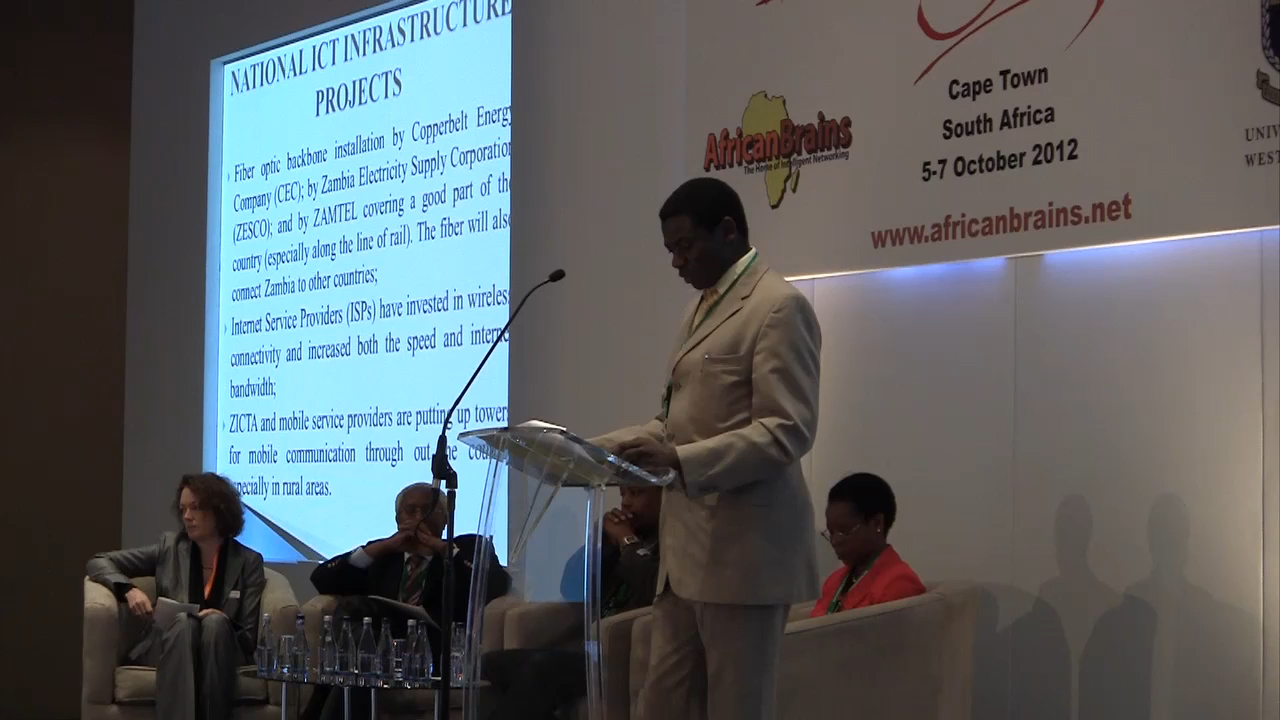 NATIONAL ICT INFRASTRUCTURE
PROJECTS
Fiber optic backbone installation by Copperbelt Energy
Company (CEC); by Zambia Electricity Supply Corporation
(ZESCO); and by ZAMTEL covering a good part of the
country (especially along the line of rail). The fiber will also
connect Zambia to other countries;
Internet Service Providers (ISPs) have invested in wireless
connectivity and increased both the speed and interne
bandwidth;
ZICTA and mobile service providers are putting up towers
for mobile communication through out the cou
specially in rural areas.
AfricanBrains
The Home of Intelligent Networking
Cape Town
South Africa
5-7 October 2012
www.africanbrains.net
UNIV
WEST